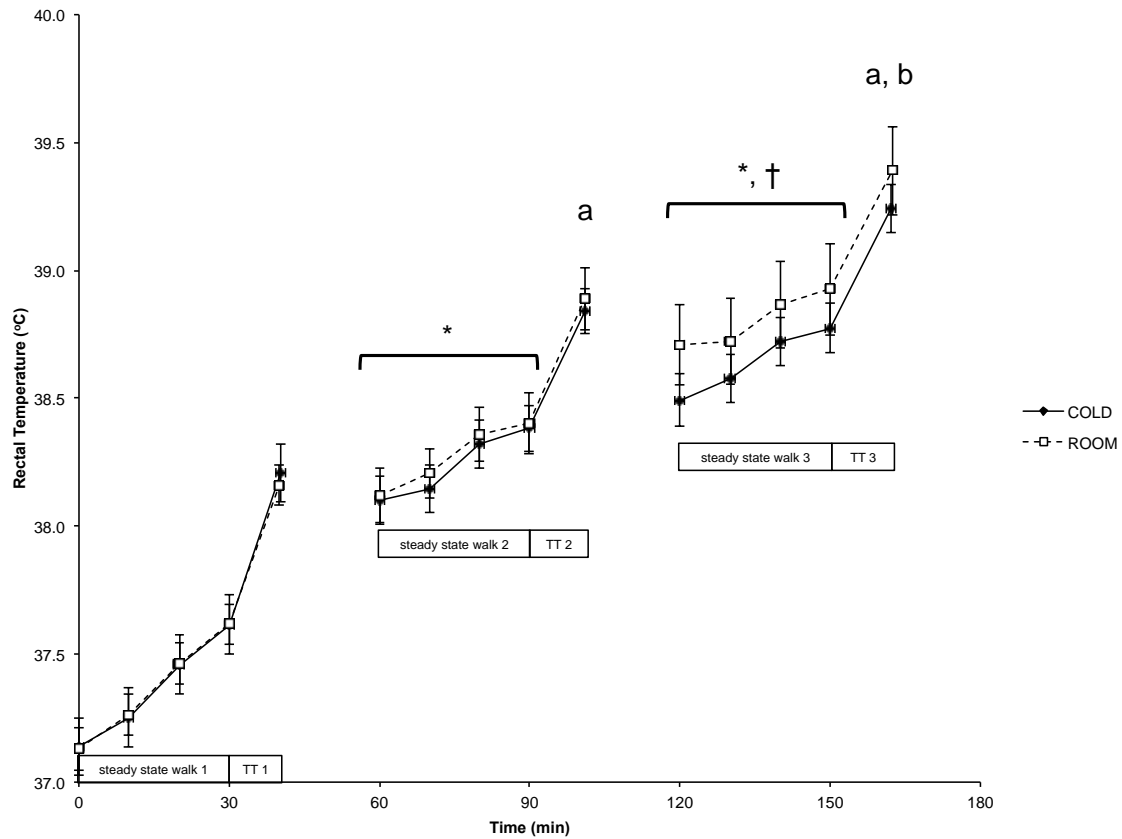 40.0
a, b
39.5
*, †
a
39.0
*
38.5
COLD
ROOM
steady state walk 3 TT 3
Rectal Temperature (°C)
38.0
steady state walk 2 TT 2
37.5
steady state walk 1 TT 1
37.0
0 30 60 90 120 150 180
Time (min)